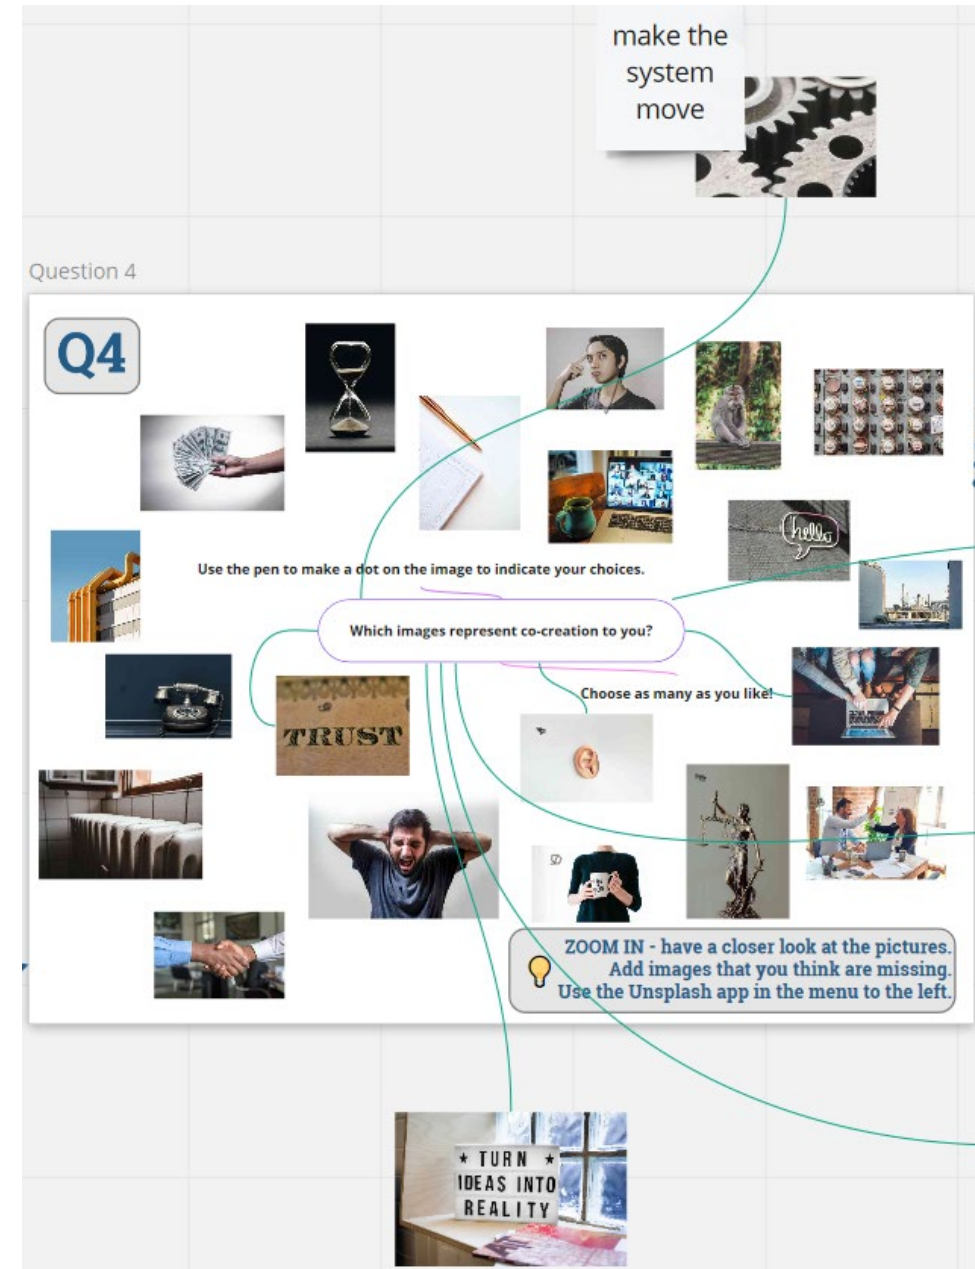 make the
system
move
Question 4
Q4
hello
Use the pen to make a dot on the image to indicate your choices.
Which images represent co-creation to you?
Choose as many as you like!
TRUST
ZOOM IN - have a closer look at the pictures.
Add images that you think are missing.
Use the Unsplash app in the menu to the left.
★ TURN ★
IDEAS INTO
REALITY